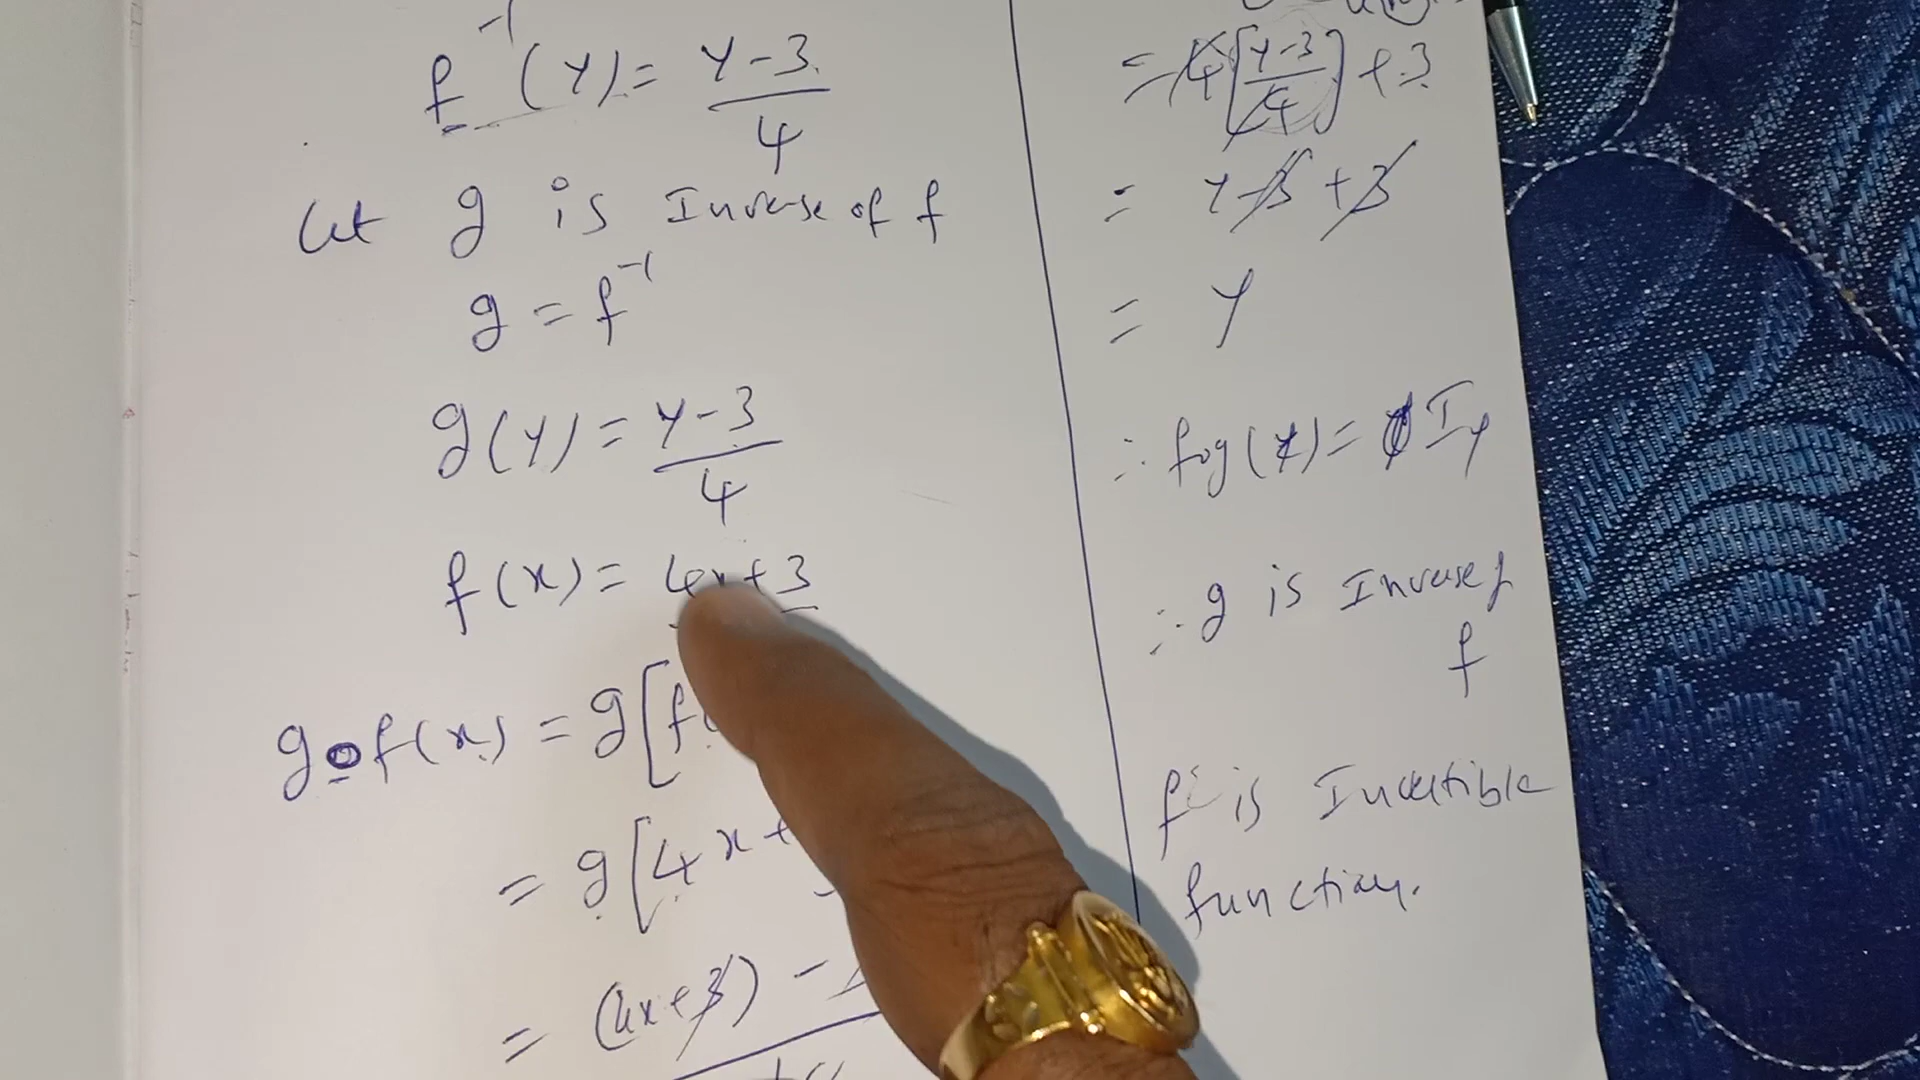 f⁻¹(y) = y-3/4
Let g is Inverse of f
g = f⁻¹
g(y) = y-3/4
f(x) = 4x+3
gof(x) = g[f(
= g[4x+
= (4x+3) -
= 4[y-3/4]+3
= y-3+3
= y
∴ fog(y) = Iy
∴ g is Inverse f
f
f is Invertible
function.